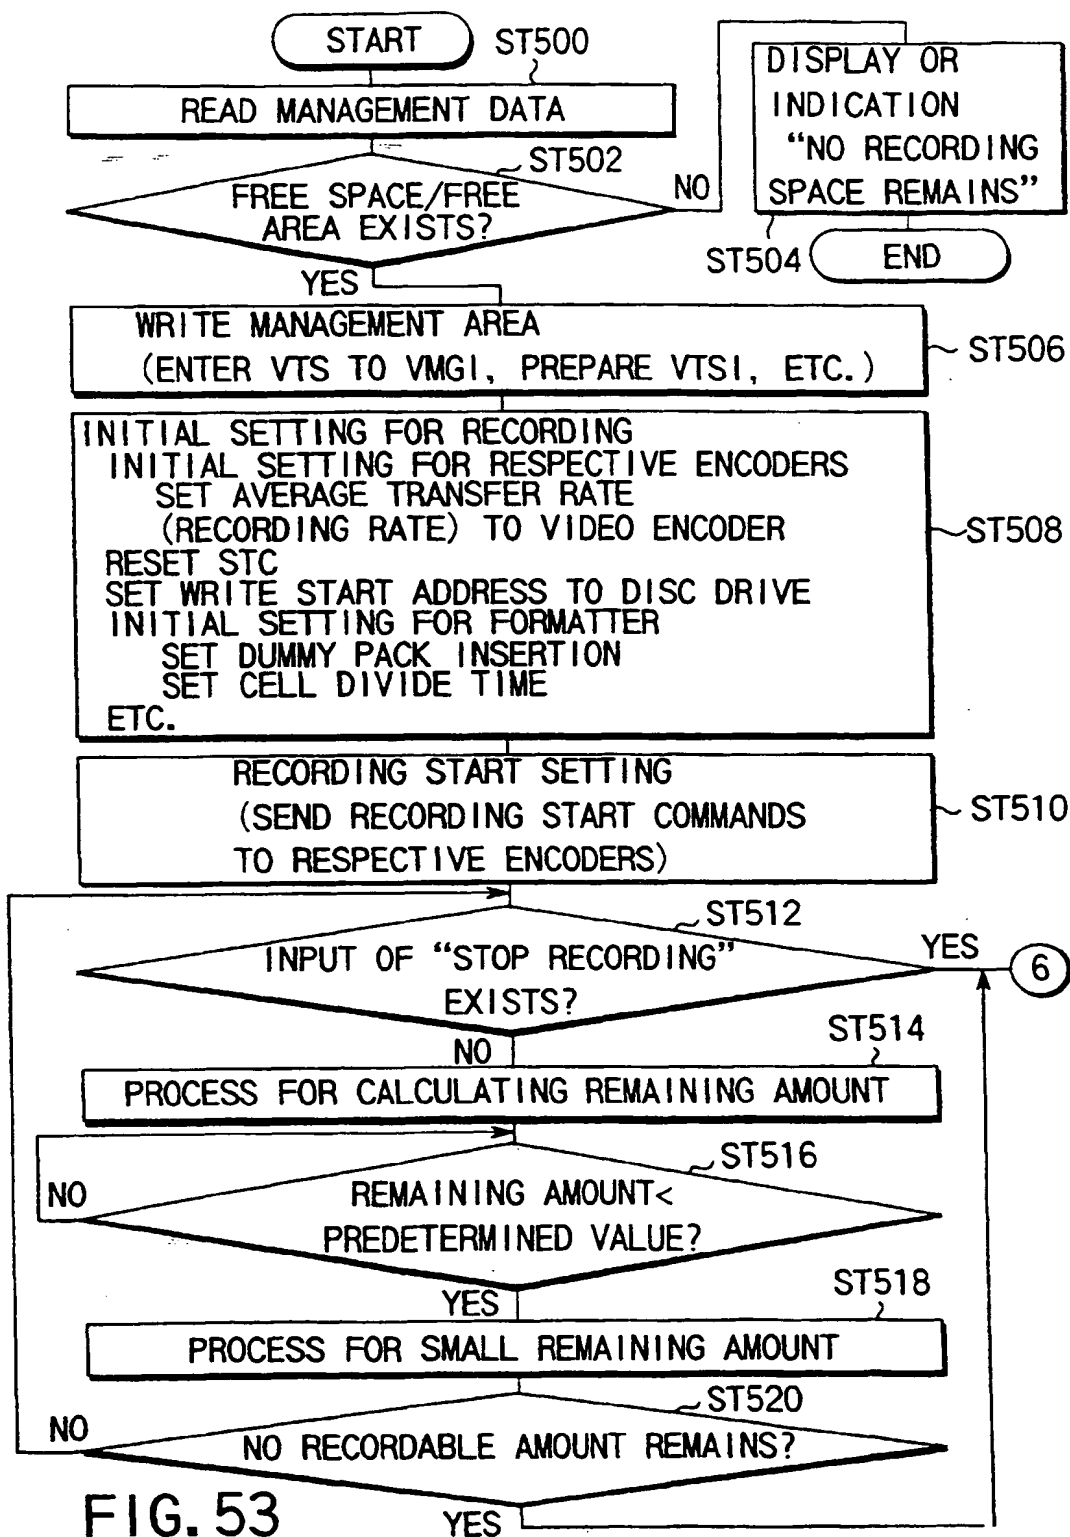 START
ST500
READ MANAGEMENT DATA
ST502
FREE SPACE/FREE
AREA EXISTS?
NO
DISPLAY OR
INDICATION
“NO RECORDING
SPACE REMAINS”
ST504
END
YES
WRITE MANAGEMENT AREA
(ENTER VTS TO VMGI, PREPARE VTSI, ETC.)
ST506
INITIAL SETTING FOR RECORDING
INITIAL SETTING FOR RESPECTIVE ENCODERS
SET AVERAGE TRANSFER RATE
(RECORDING RATE) TO VIDEO ENCODER
RESET STC
SET WRITE START ADDRESS TO DISC DRIVE
INITIAL SETTING FOR FORMATTER
SET DUMMY PACK INSERTION
SET CELL DIVIDE TIME
ETC.
ST508
RECORDING START SETTING
(SEND RECORDING START COMMANDS
TO RESPECTIVE ENCODERS)
ST510
ST512
INPUT OF “STOP RECORDING”
EXISTS?
YES
6
NO
ST514
PROCESS FOR CALCULATING REMAINING AMOUNT
ST516
NO
REMAINING AMOUNT<
PREDETERMINED VALUE?
YES
ST518
PROCESS FOR SMALL REMAINING AMOUNT
ST520
NO
NO RECORDABLE AMOUNT REMAINS?
YES
FIG. 53